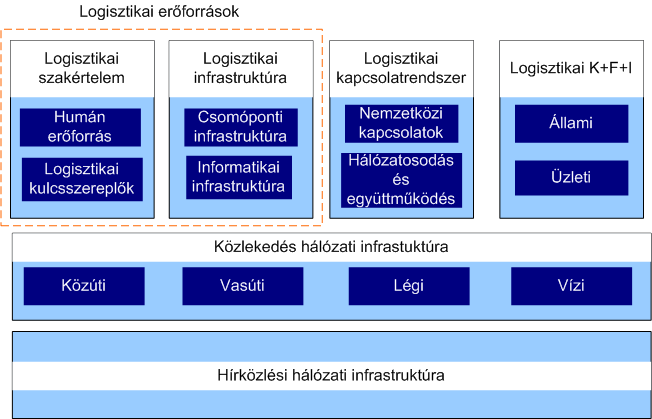 Logisztikai erőforrások
Logisztikai
szakértelem
Humán
erőforrás
Logisztikai
kulcsszereplők
Logisztikai
infrastruktúra
Csomóponti
infrastruktúra
Informatikai
infrastruktúra
Logisztikai
kapcsolatrendszer
Nemzetközi
kapcsolatok
Hálózatosodás
és
együttműködés
Logisztikai K+F+I
Állami
Üzleti
Közlekedés hálózati infrastuktúra
Közúti
Vasúti
Légi
Vízi
Hírközlési hálózati infrastruktúra